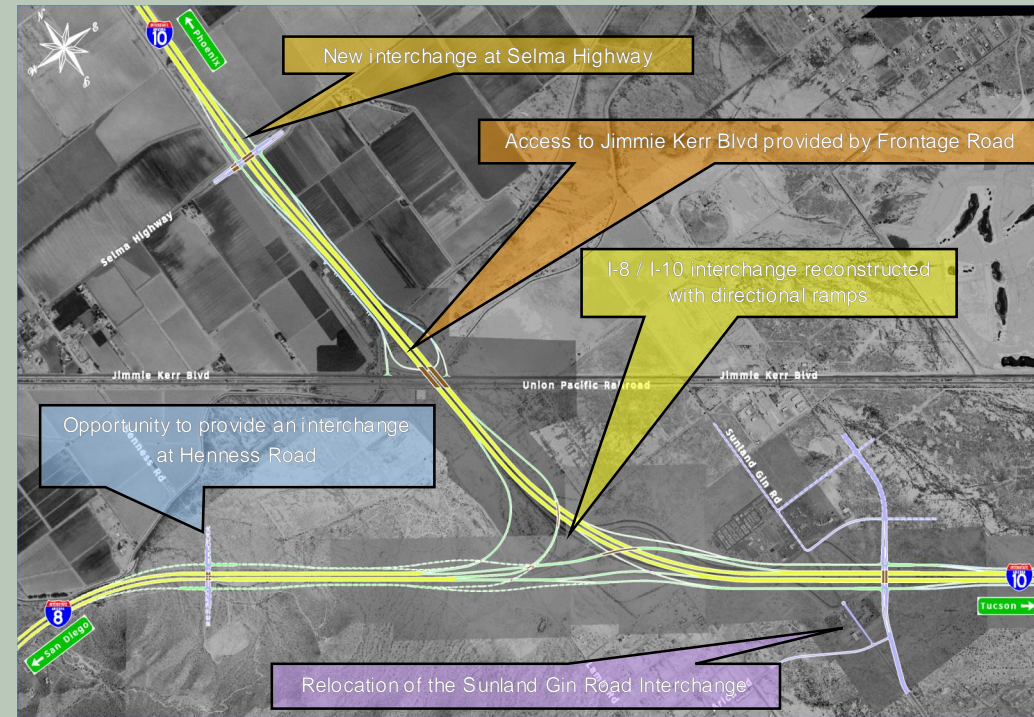 N
E
S
W
INTERSTATE
10
Phoenix
New interchange at Selma Highway
Access to Jimmie Kerr Blvd provided by Frontage Road
Selma Highway
I-8 / I-10 interchange reconstructed
with directional ramps
Jimmie Kerr Blvd
Union Pacific Railroad
Jimmie Kerr Blvd
Opportunity to provide an interchange
at Henness Road
Henness Rd
Sunland Gin Rd
8
San Diego
10
Tucson
Relocation of the Sunland Gin Road Interchange